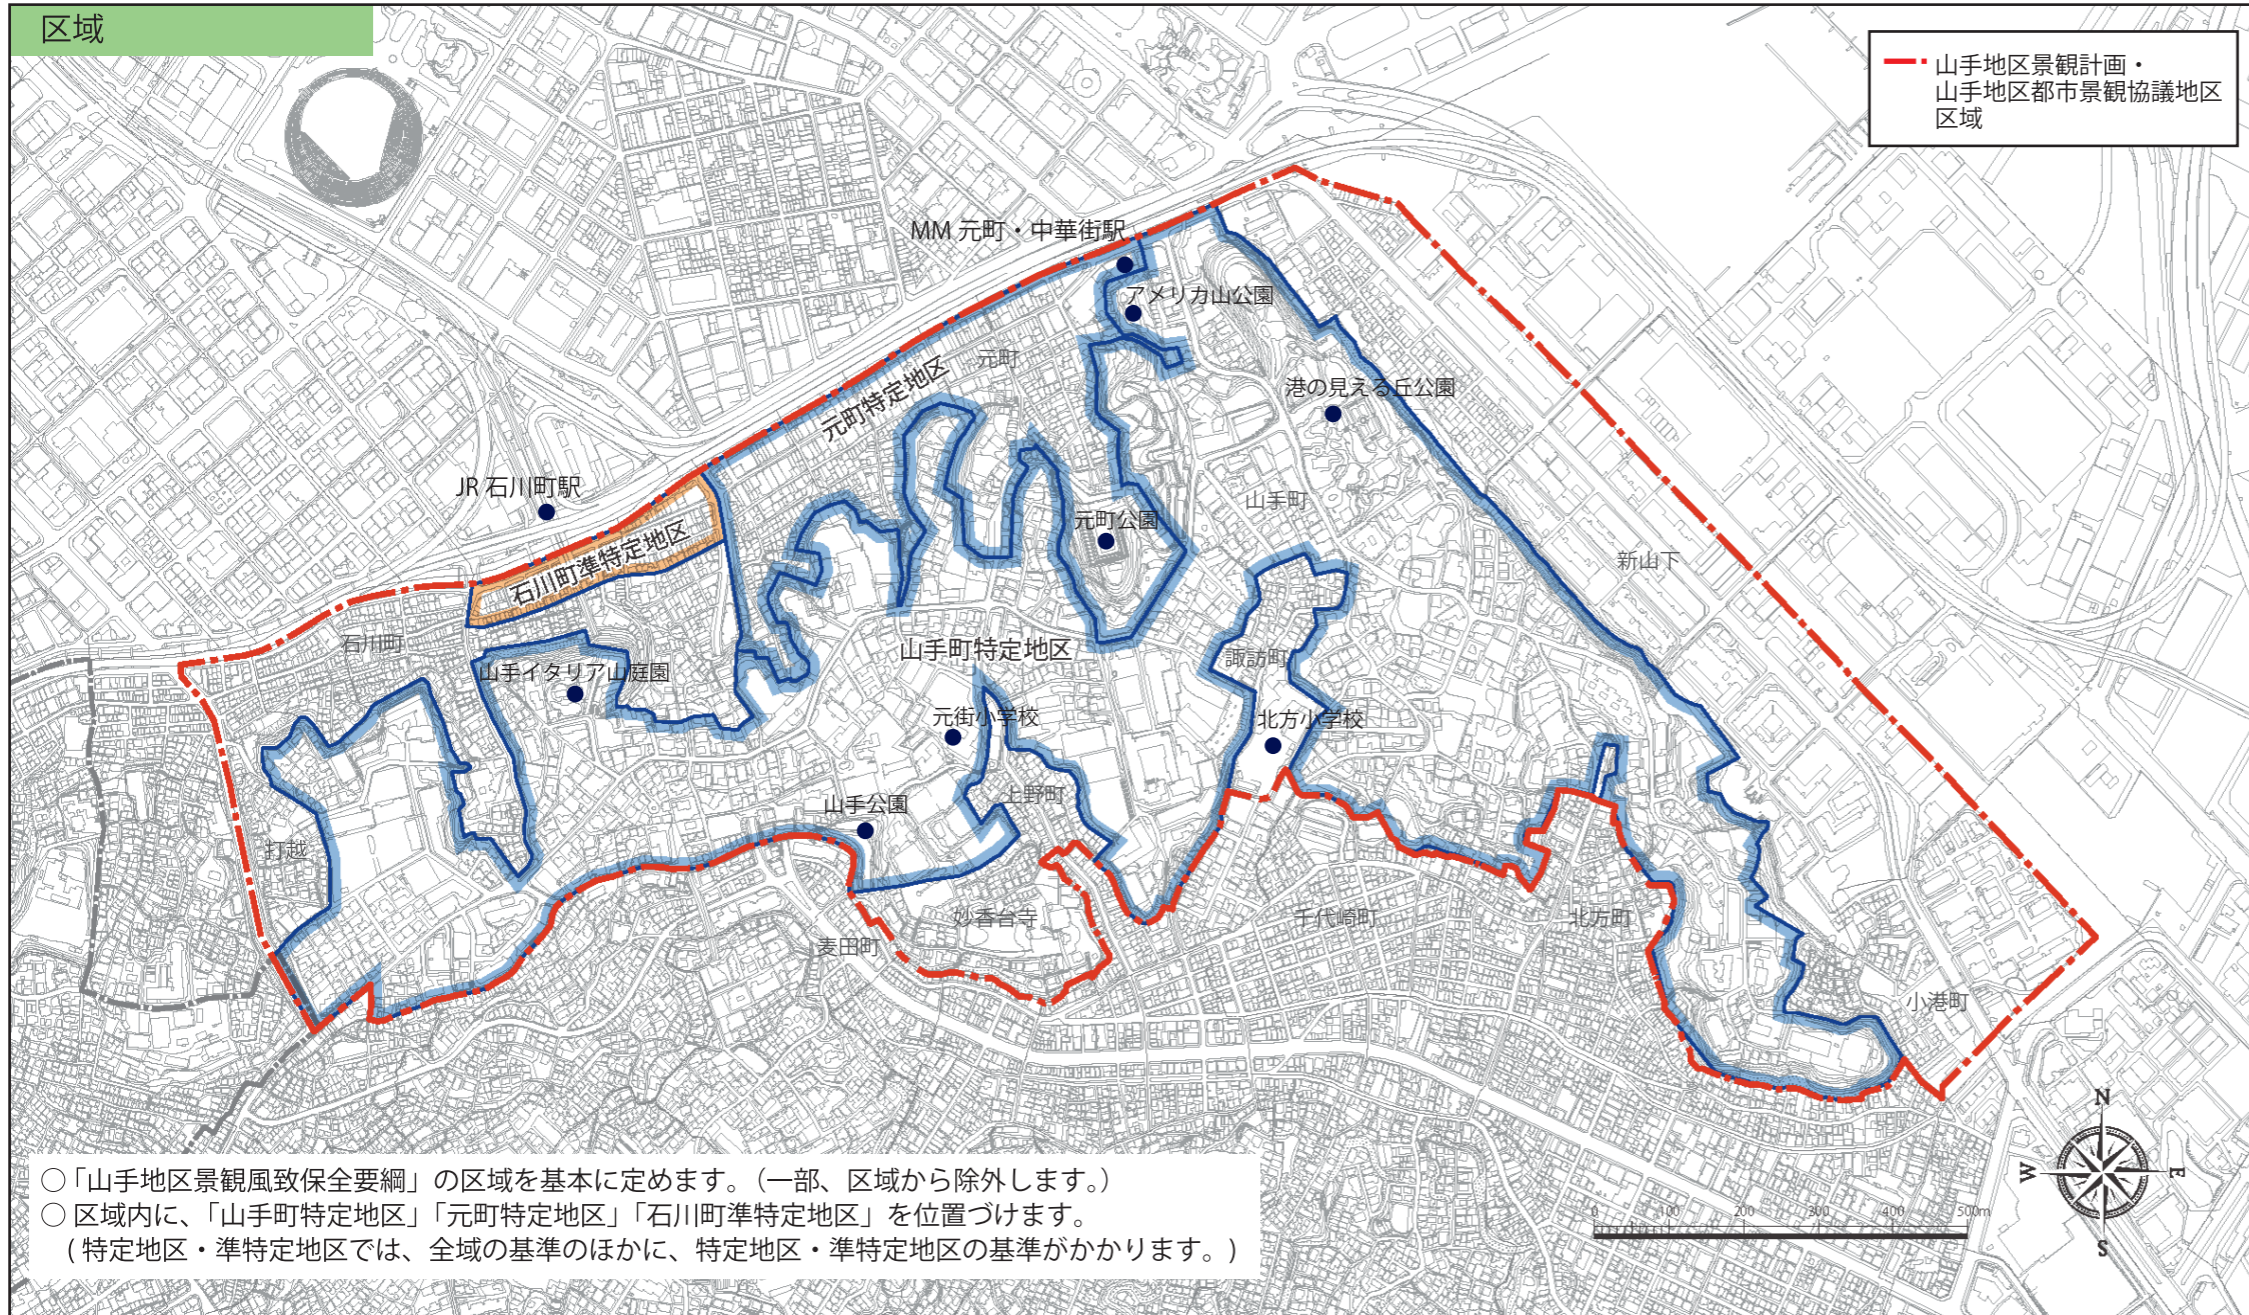 区域
山手地区景観計画・
山手地区都市景観協議地区
区域
MM 元町・中華街駅
アメリカ山公園
元町
元町特定地区
港の見える丘公園
JR 石川町駅
山手町
元町公園
石川町準特定地区
新山下
石川町
山手町特定地区
諏訪町
山手イタリア山庭園
元街小学校
北方小学校
上野町
山手公園
打越
妙香台寺
千代崎町
北方町
麦田町
小港町
N
W
E
S
0 100 200 300 400 500m
○「山手地区景観風致保全要綱」の区域を基本に定めます。（一部、区域から除外します。）
○ 区域内に、「山手町特定地区」「元町特定地区」「石川町準特定地区」を位置づけます。
( 特定地区・準特定地区では、全域の基準のほかに、特定地区・準特定地区の基準がかかります。)